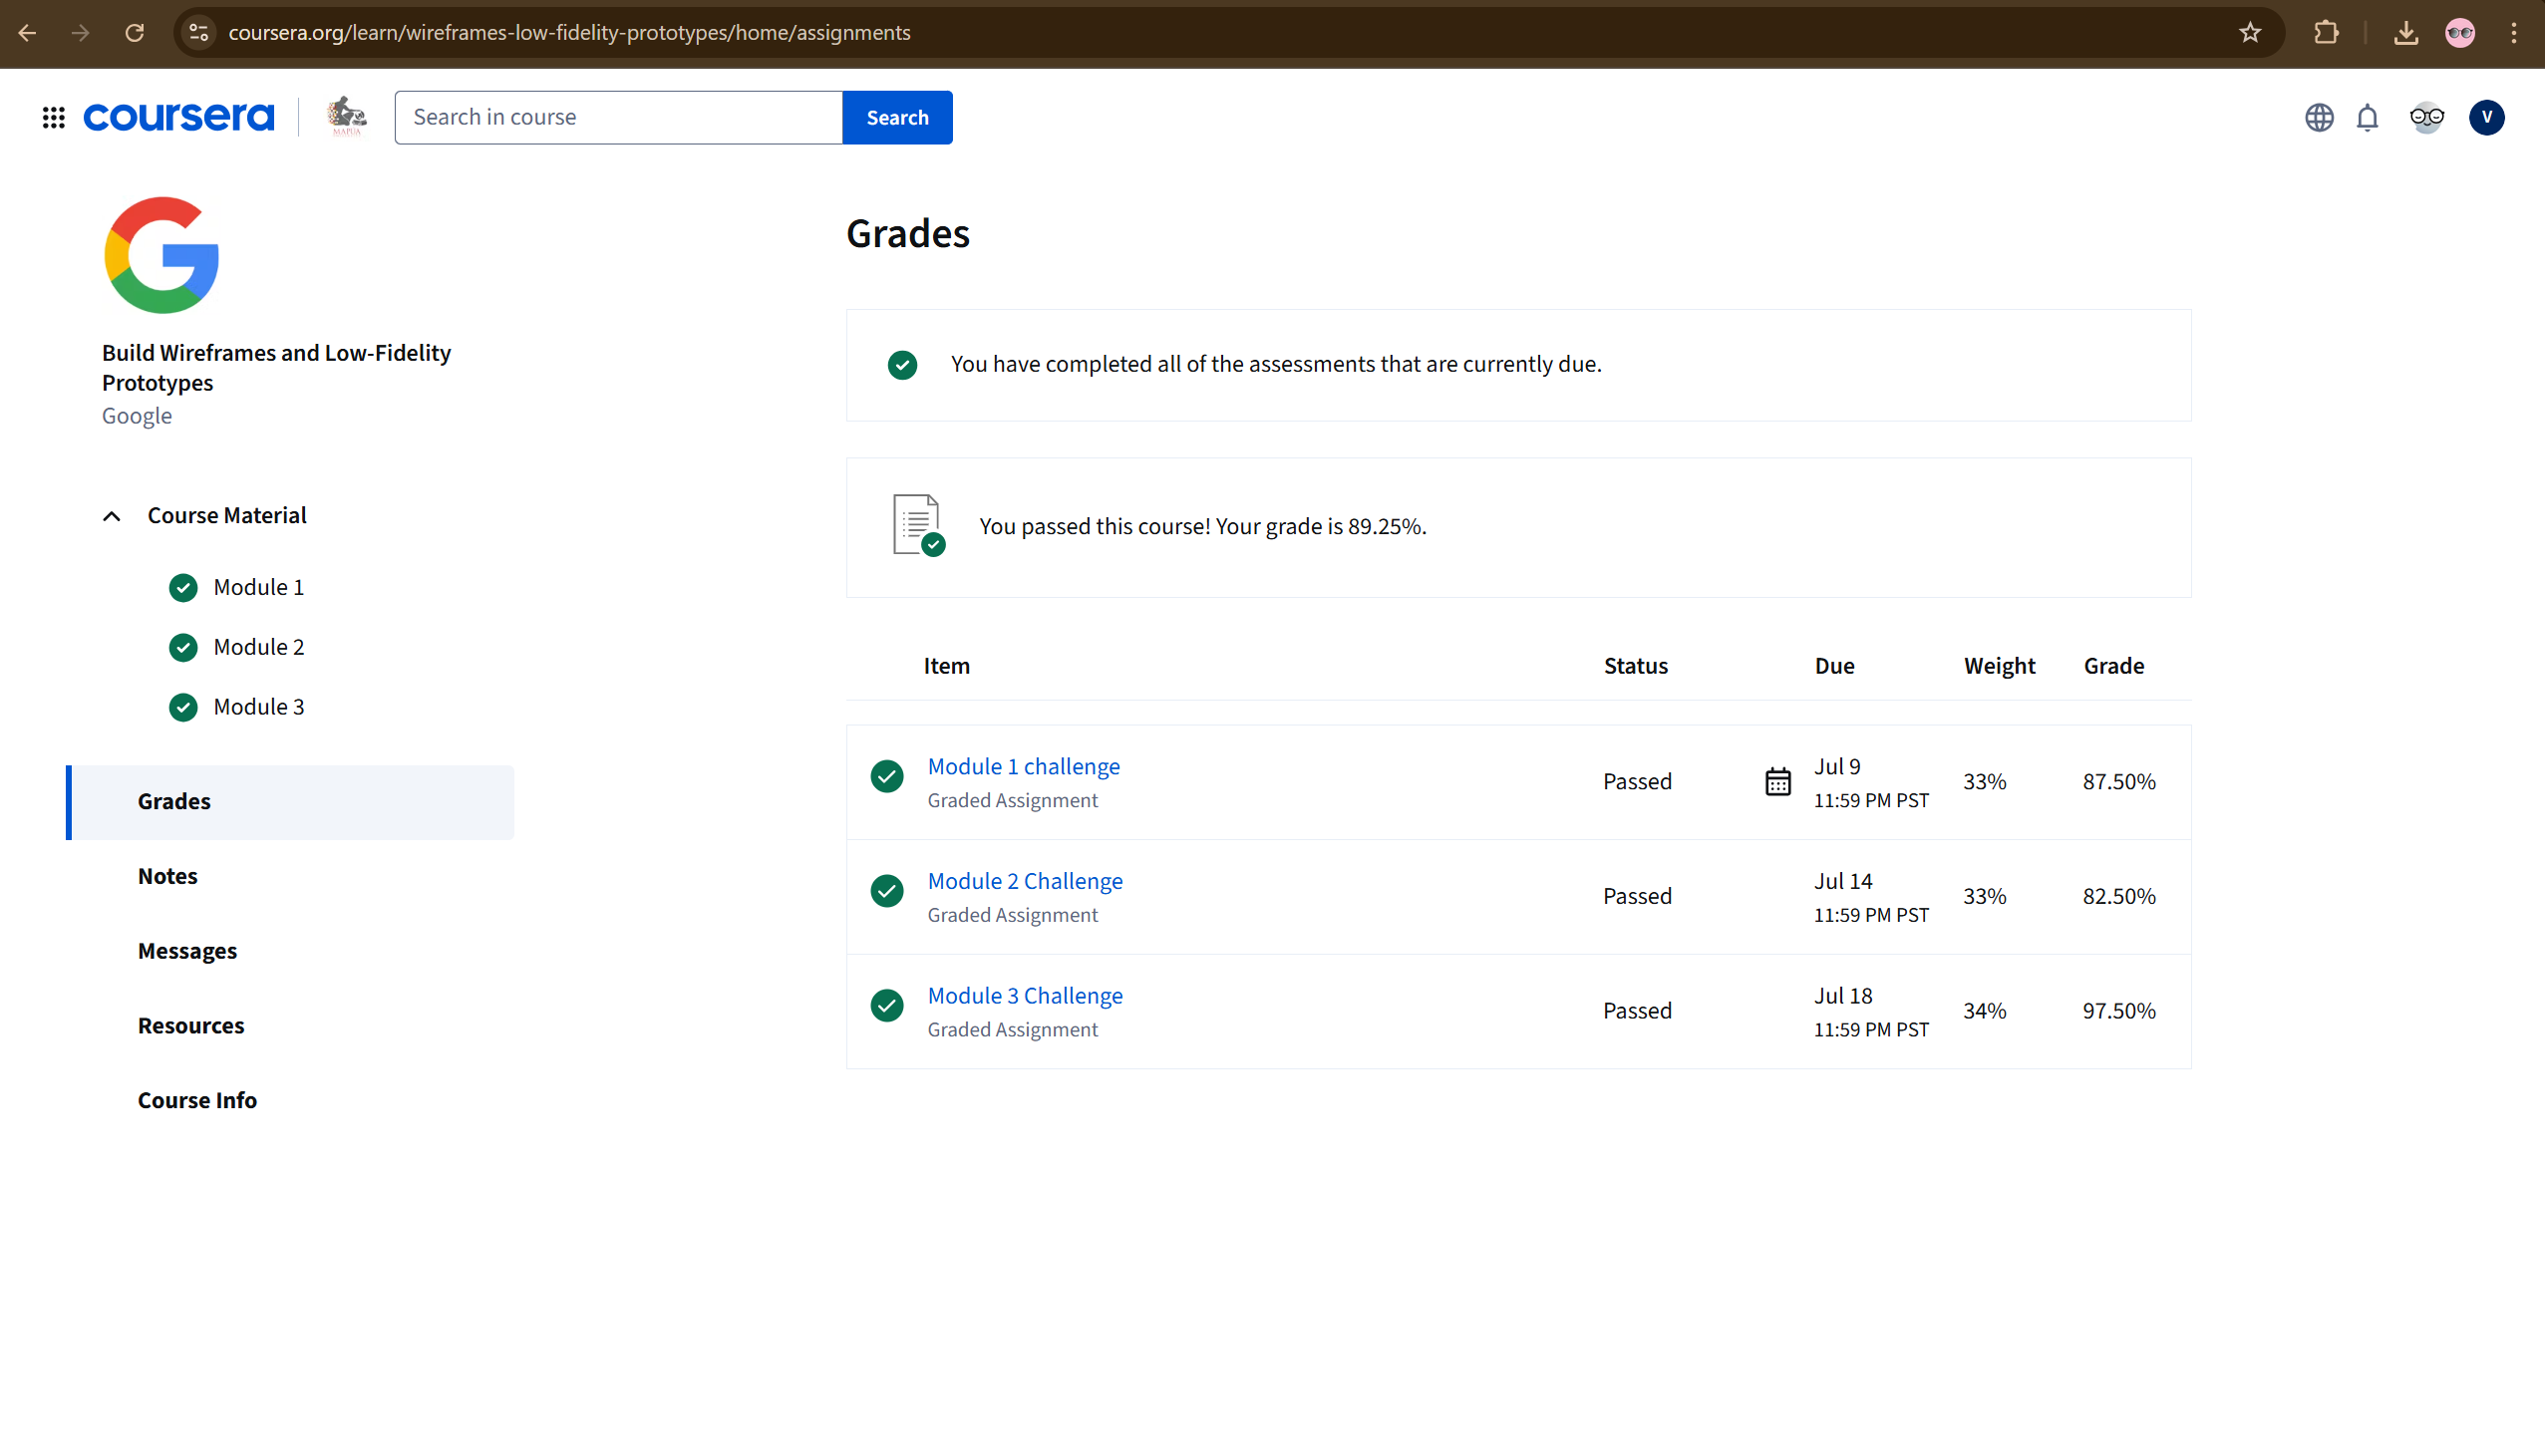 coursera.org/learn/wireframes-low-fidelity-prototypes/home/assignments
coursera
MAPÚA
Search in course
Search
V
Build Wireframes and Low-Fidelity
Prototypes
Google
Course Material
Module 1
Module 2
Module 3
Grades
Notes
Messages
Resources
Course Info
Grades
You have completed all of the assessments that are currently due.
You passed this course! Your grade is 89.25%.
Item Status Due Weight Grade
Module 1 challenge
Graded Assignment
Passed
Jul 9
11:59 PM PST
33%
87.50%
Module 2 Challenge
Graded Assignment
Passed
Jul 14
11:59 PM PST
33%
82.50%
Module 3 Challenge
Graded Assignment
Passed
Jul 18
11:59 PM PST
34%
97.50%